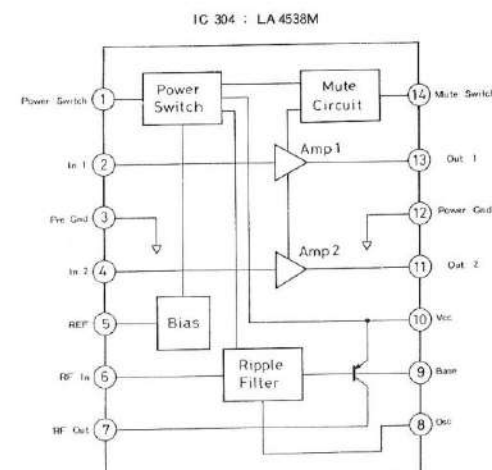 IC 304 : LA4538M
Power Switch
1
Power
Switch
Mute
Circuit
14
Mute Switch
In 1
2
Amp 1
13
Out 1
Pre Gnd
3
12
Power Gnd
In 2
4
Amp 2
11
Out 2
REF
5
Bias
10
Vcc
RF In
6
Ripple
Filter
9
Base
RF Out
7
8
Osc